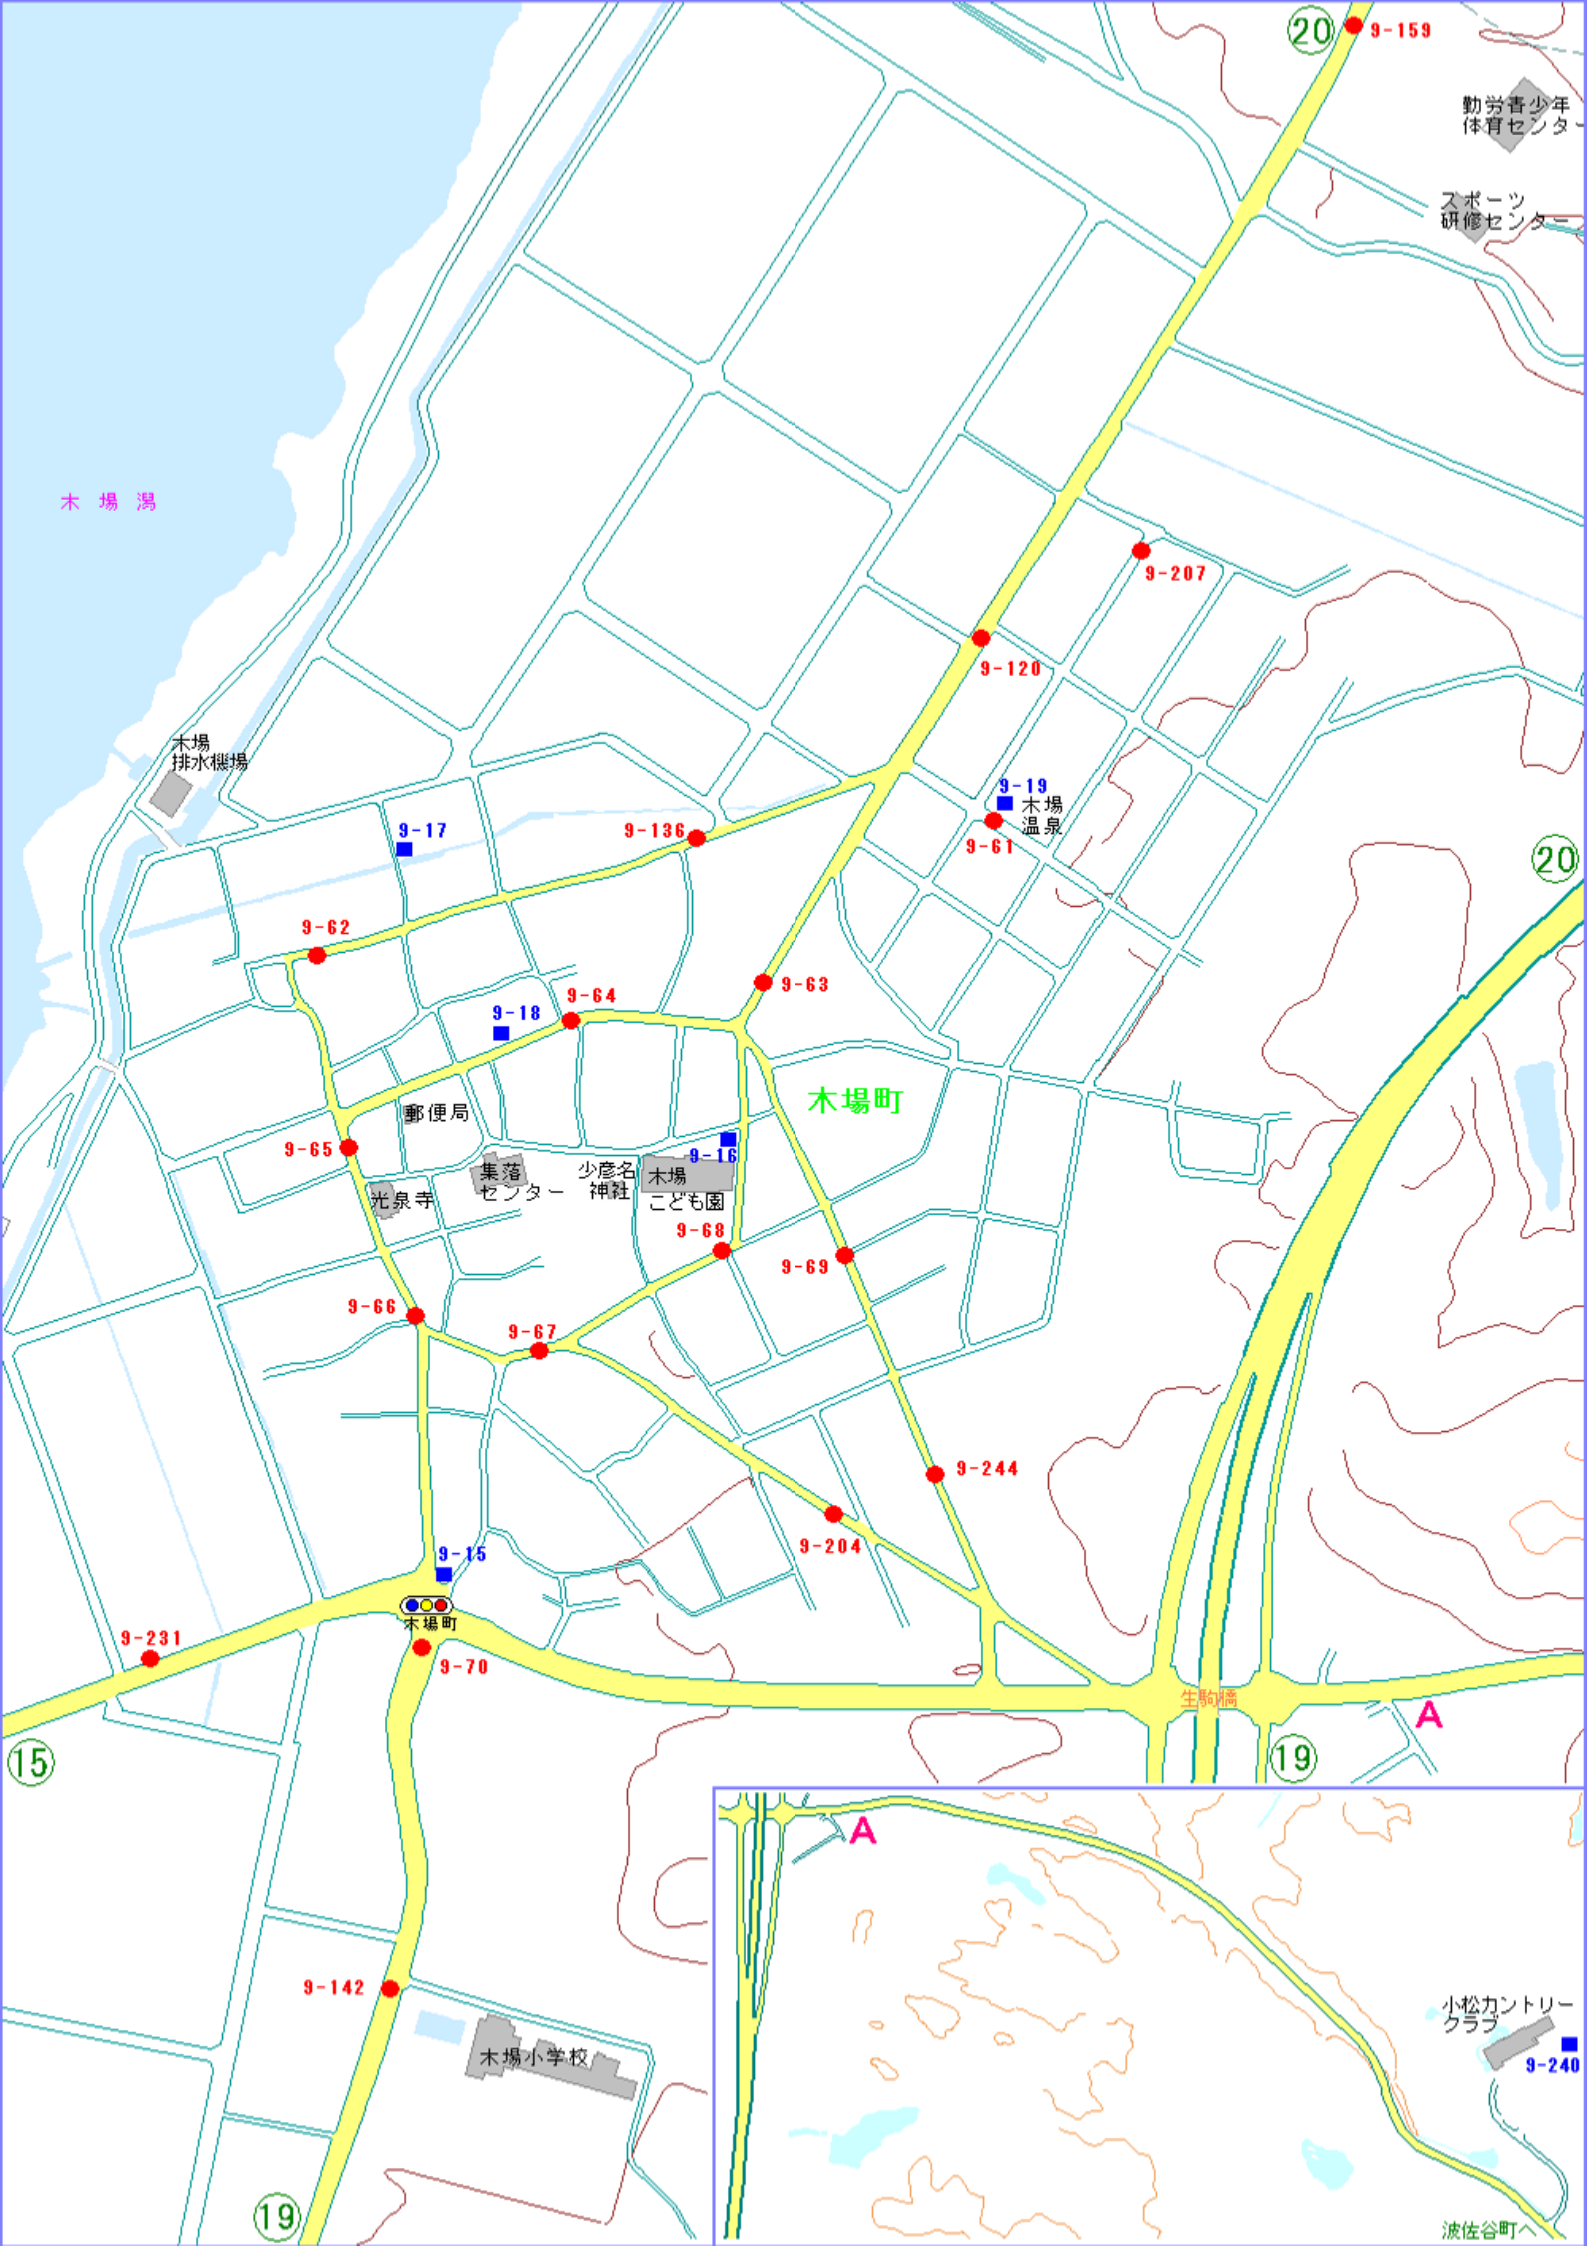 20
9-159
勤労青少年
体育センター
スポーツ
研修センター
木場潟
9-207
9-120
木場
排水機場
9-19
木場
温泉
9-17
9-136
9-61
20
9-62
9-63
9-64
9-18
木場町
郵便局
9-65
9-16
集落
センター
少彦名
神社
木場
こども園
光泉寺
9-68
9-69
9-66
9-67
9-244
9-204
9-15
木場町
9-231
9-70
生駒橋
A
15
19
A
9-142
小松カントリー
クラブ
9-240
木場小学校
19
波佐谷町へ